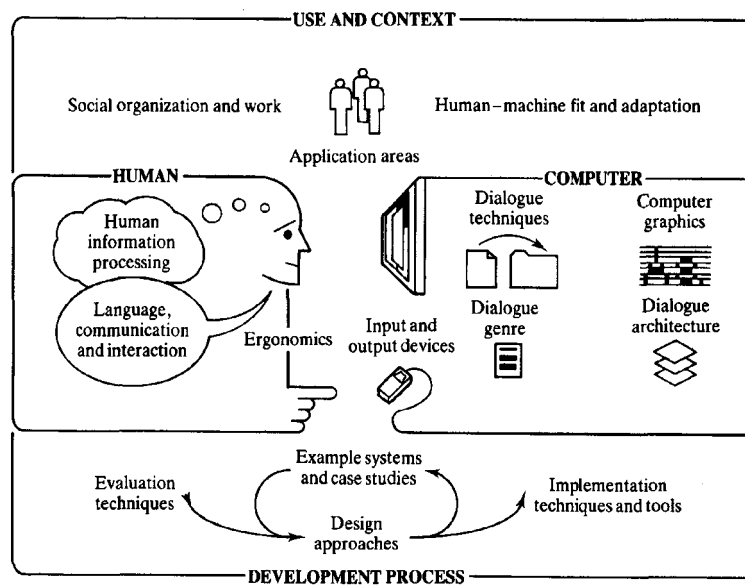 USE AND CONTEXT
Social organization and work
Human–machine fit and adaptation
Application areas
HUMAN
COMPUTER
Human
information
processing
Language,
communication
and interaction
Ergonomics
Input and
output devices
Dialogue
techniques
Computer
graphics
Dialogue
genre
Dialogue
architecture
Evaluation
techniques
Example systems
and case studies
Design
approaches
Implementation
techniques and tools
DEVELOPMENT PROCESS